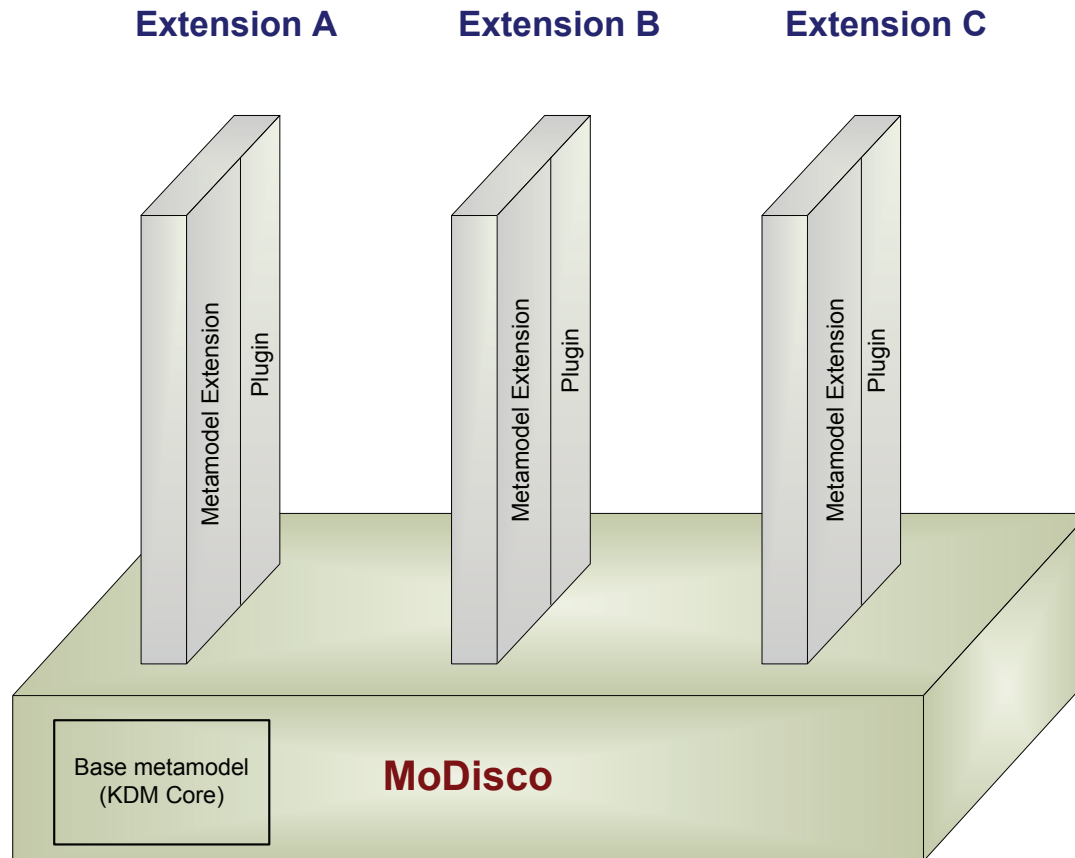 Extension A
Extension B
Extension C
Metamodel Extension
Plugin
Metamodel Extension
Plugin
Metamodel Extension
Plugin
Base metamodel
(KDM Core)
MoDisco